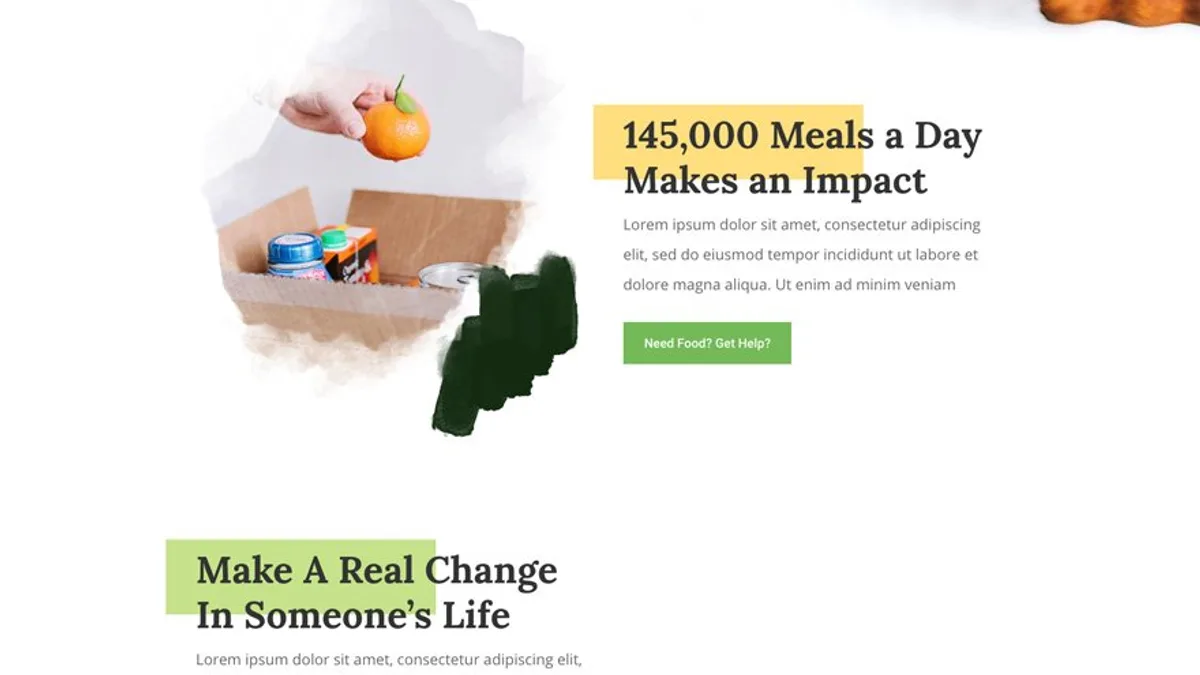 145,000 Meals a Day
Makes an Impact
Lorem ipsum dolor sit amet, consectetur adipiscing
elit, sed do eiusmod tempor incididunt ut labore et
dolore magna aliqua. Ut enim ad minim veniam
Need Food? Get Help?
Make A Real Change
In Someone’s Life
Lorem ipsum dolor sit amet, consectetur adipiscing elit,